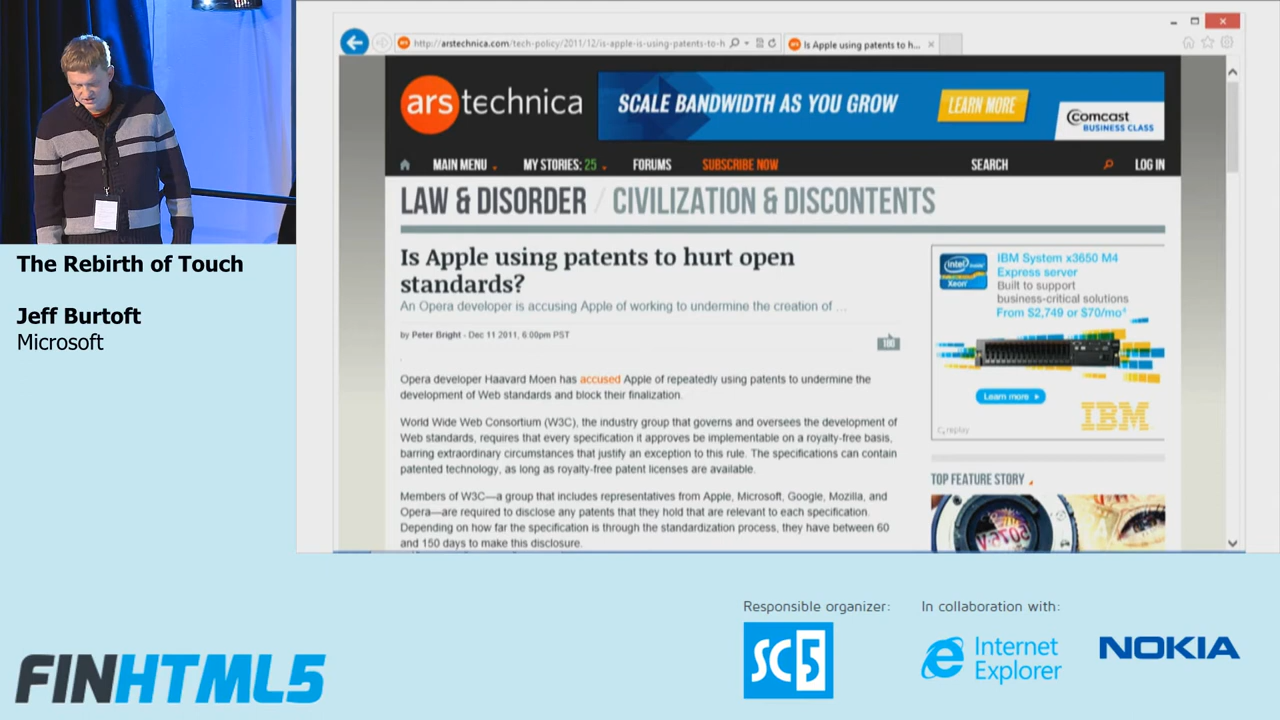 The Rebirth of Touch
Jeff Burtoft
Microsoft
http://arstechnica.com/tech-policy/2011/12/is-apple-is-using-patents-to-h
Is Apple using patents to h...
ars technica
SCALE BANDWIDTH AS YOU GROW
LEARN MORE
COMCAST
BUSINESS CLASS
MAIN MENU
MY STORIES: 25
FORUMS
SUBSCRIBE NOW
SEARCH
LOG IN
LAW & DISORDER / CIVILIZATION & DISCONTENTS
Is Apple using patents to hurt open
standards?
An Opera developer is accusing Apple of working to undermine the creation of ...
by Peter Bright - Dec 11 2011, 6:00pm PST
180
Opera developer Haavard Moen has accused Apple of repeatedly using patents to undermine the
development of Web standards and block their finalization.
World Wide Web Consortium (W3C), the industry group that governs and oversees the development of
Web standards, requires that every specification it approves be implementable on a royalty-free basis,
barring extraordinary circumstances that justify an exception to this rule. The specifications can contain
patented technology, as long as royalty-free patent licenses are available.
Members of W3C—a group that includes representatives from Apple, Microsoft, Google, Mozilla, and
Opera—are required to disclose any patents that they hold that are relevant to each specification.
Depending on how far the specification is through the standardization process, they have between 60
and 150 days to make this disclosure.
intel
Xeon
IBM System x3650 M4
Express server
Built to support
business-critical solutions
From $2,749 or $70/mo*
Learn more
IBM
replay
TOP FEATURE STORY
Responsible organizer:
SC5
In collaboration with:
Internet
Explorer
NOKIA
FINHTML5